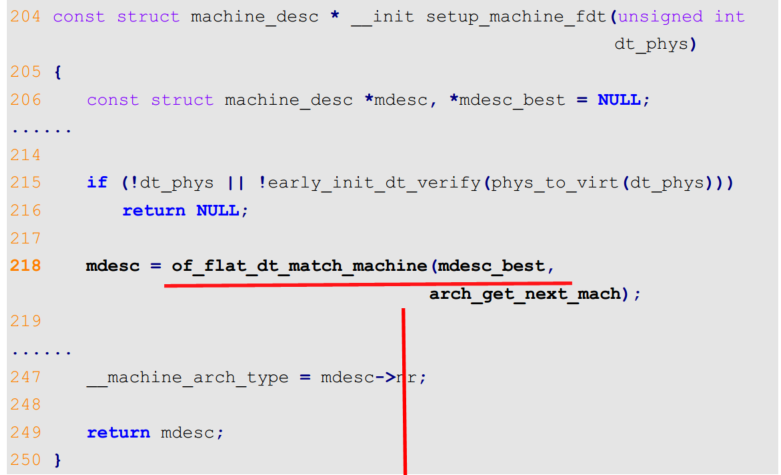 204 const struct machine_desc * __init setup_machine_fdt(unsigned int
dt_phys)
205 {
206 const struct machine_desc *mdesc, *mdesc_best = NULL;
......
214
215 if (!dt_phys || !early_init_dt_verify(phys_to_virt(dt_phys)))
216 return NULL;
217
218 mdesc = of_flat_dt_match_machine(mdesc_best,
arch_get_next_mach);
219
......
247 __machine_arch_type = mdesc->nr;
248
249 return mdesc;
250 }